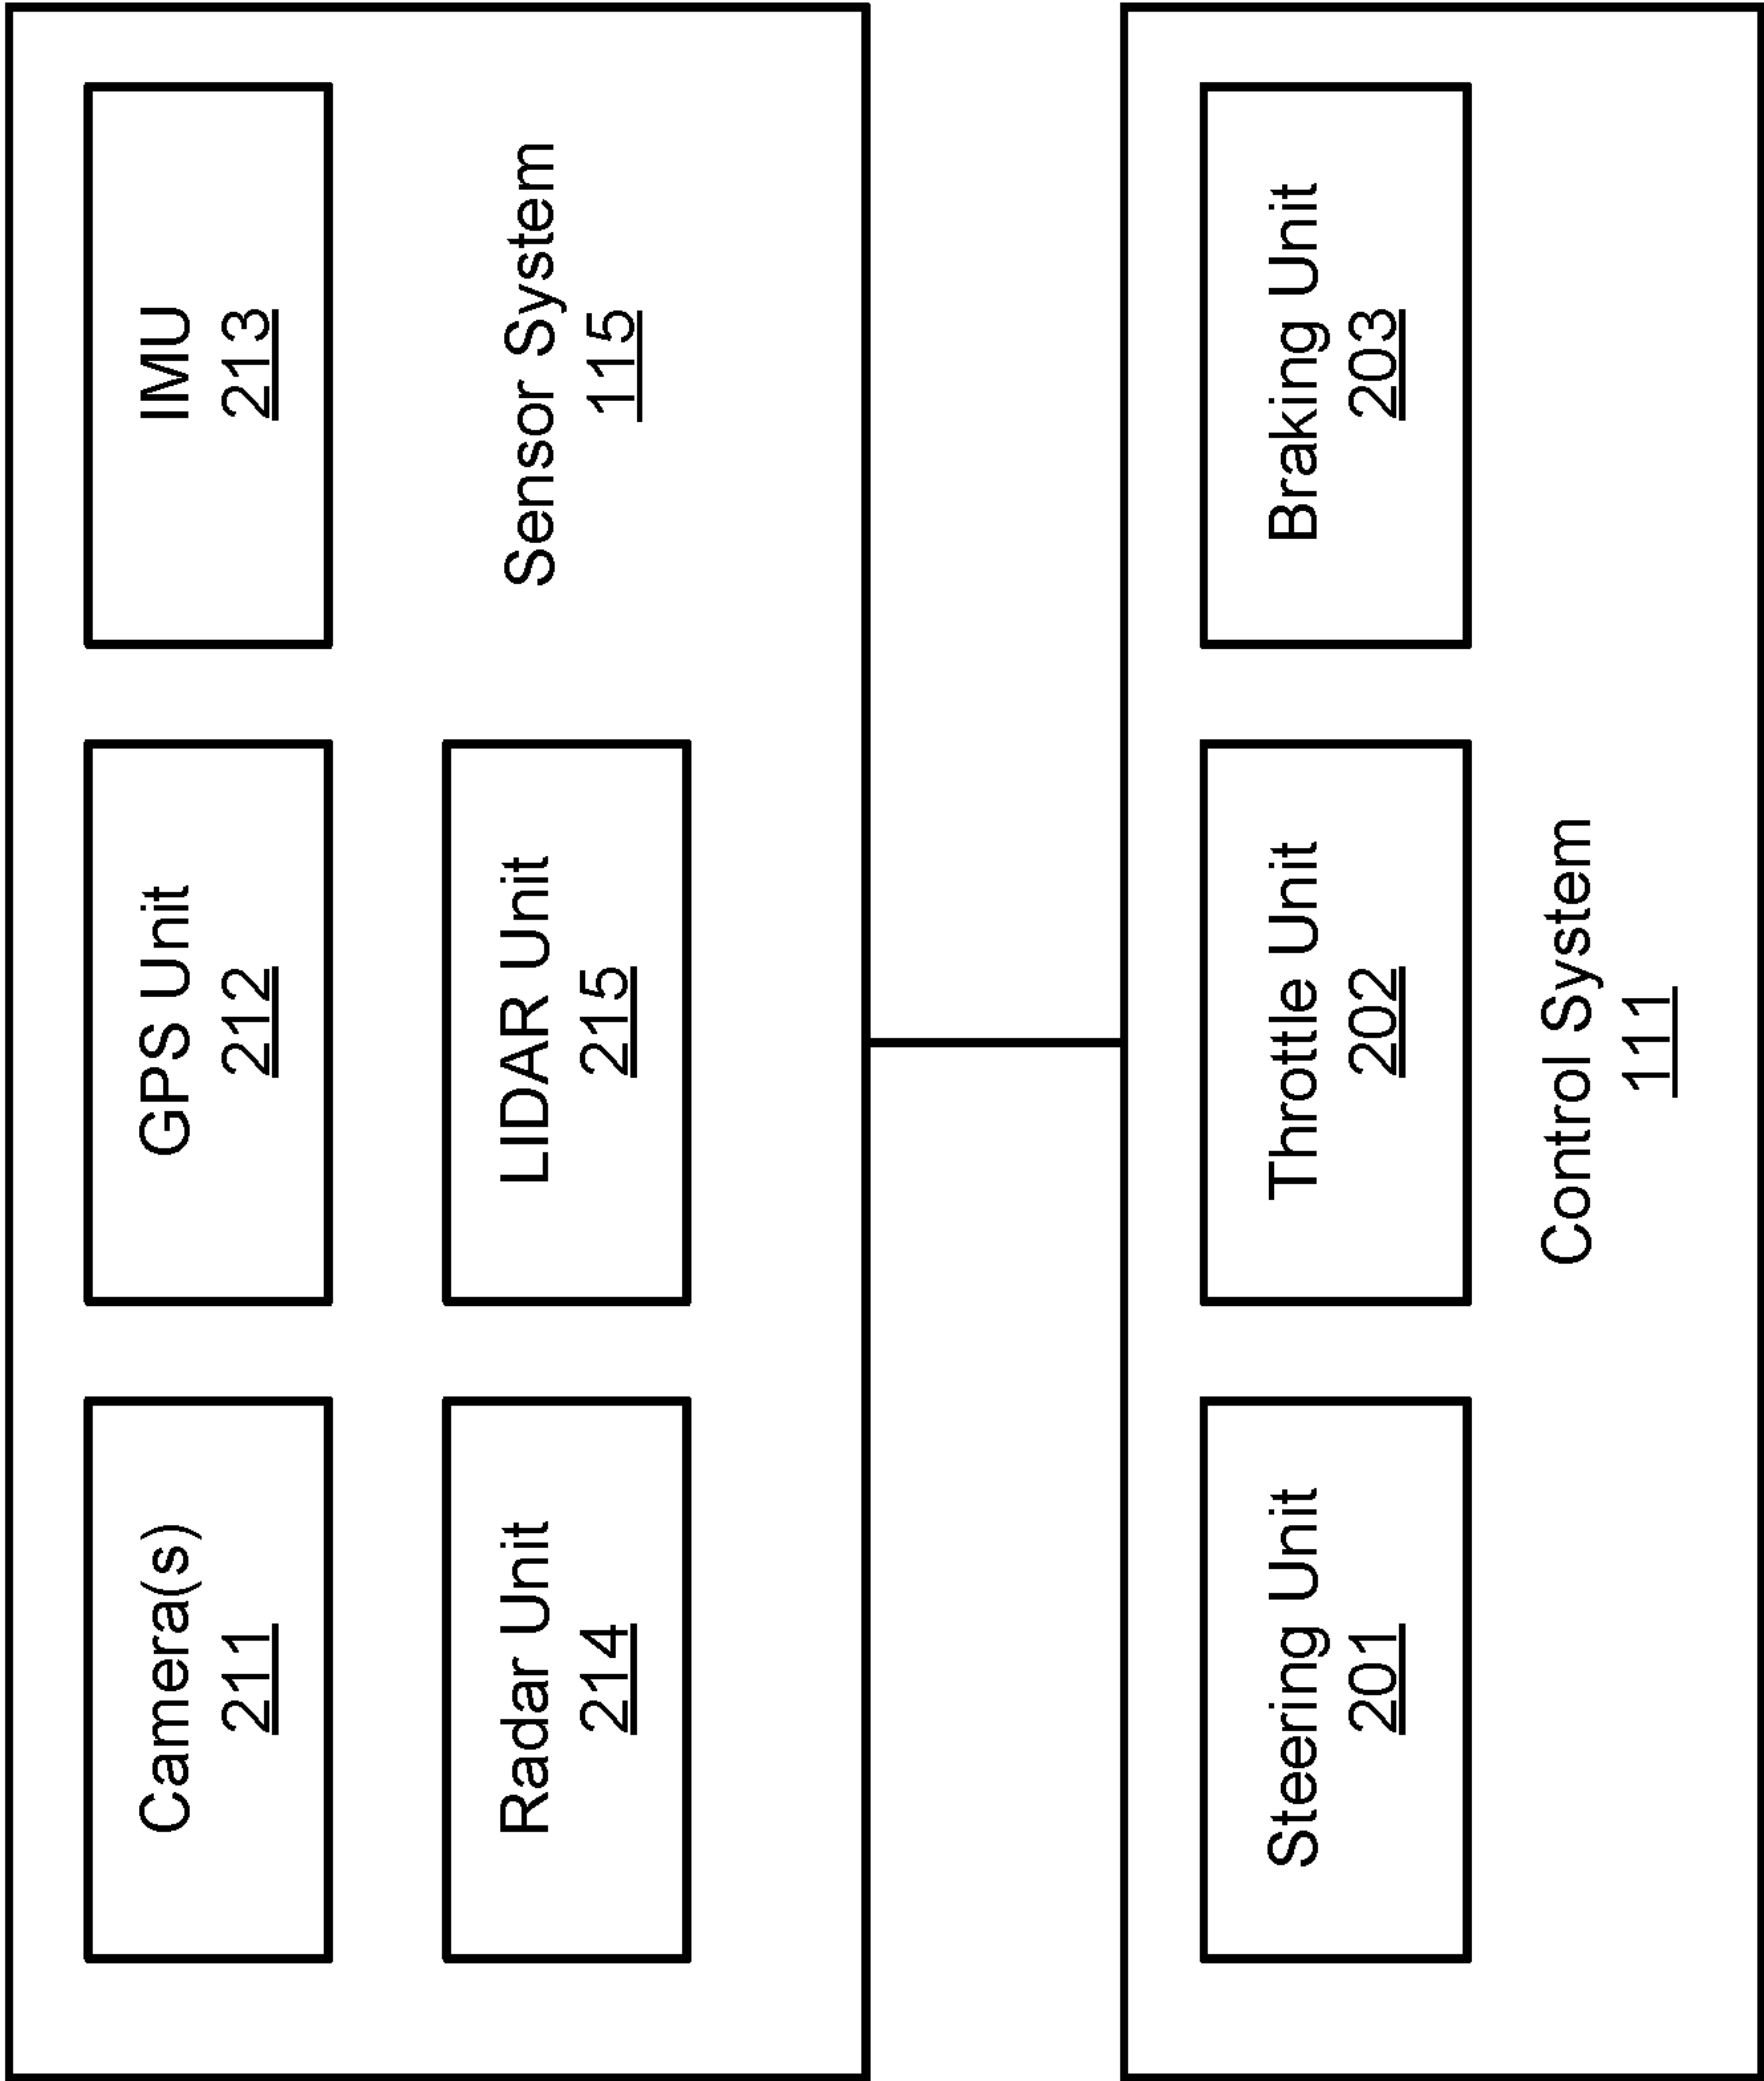 Camera(s)
211
GPS Unit
212
IMU
213
Radar Unit
214
LIDAR Unit
215
Sensor System
115
Steering Unit
201
Throttle Unit
202
Braking Unit
203
Control System
111